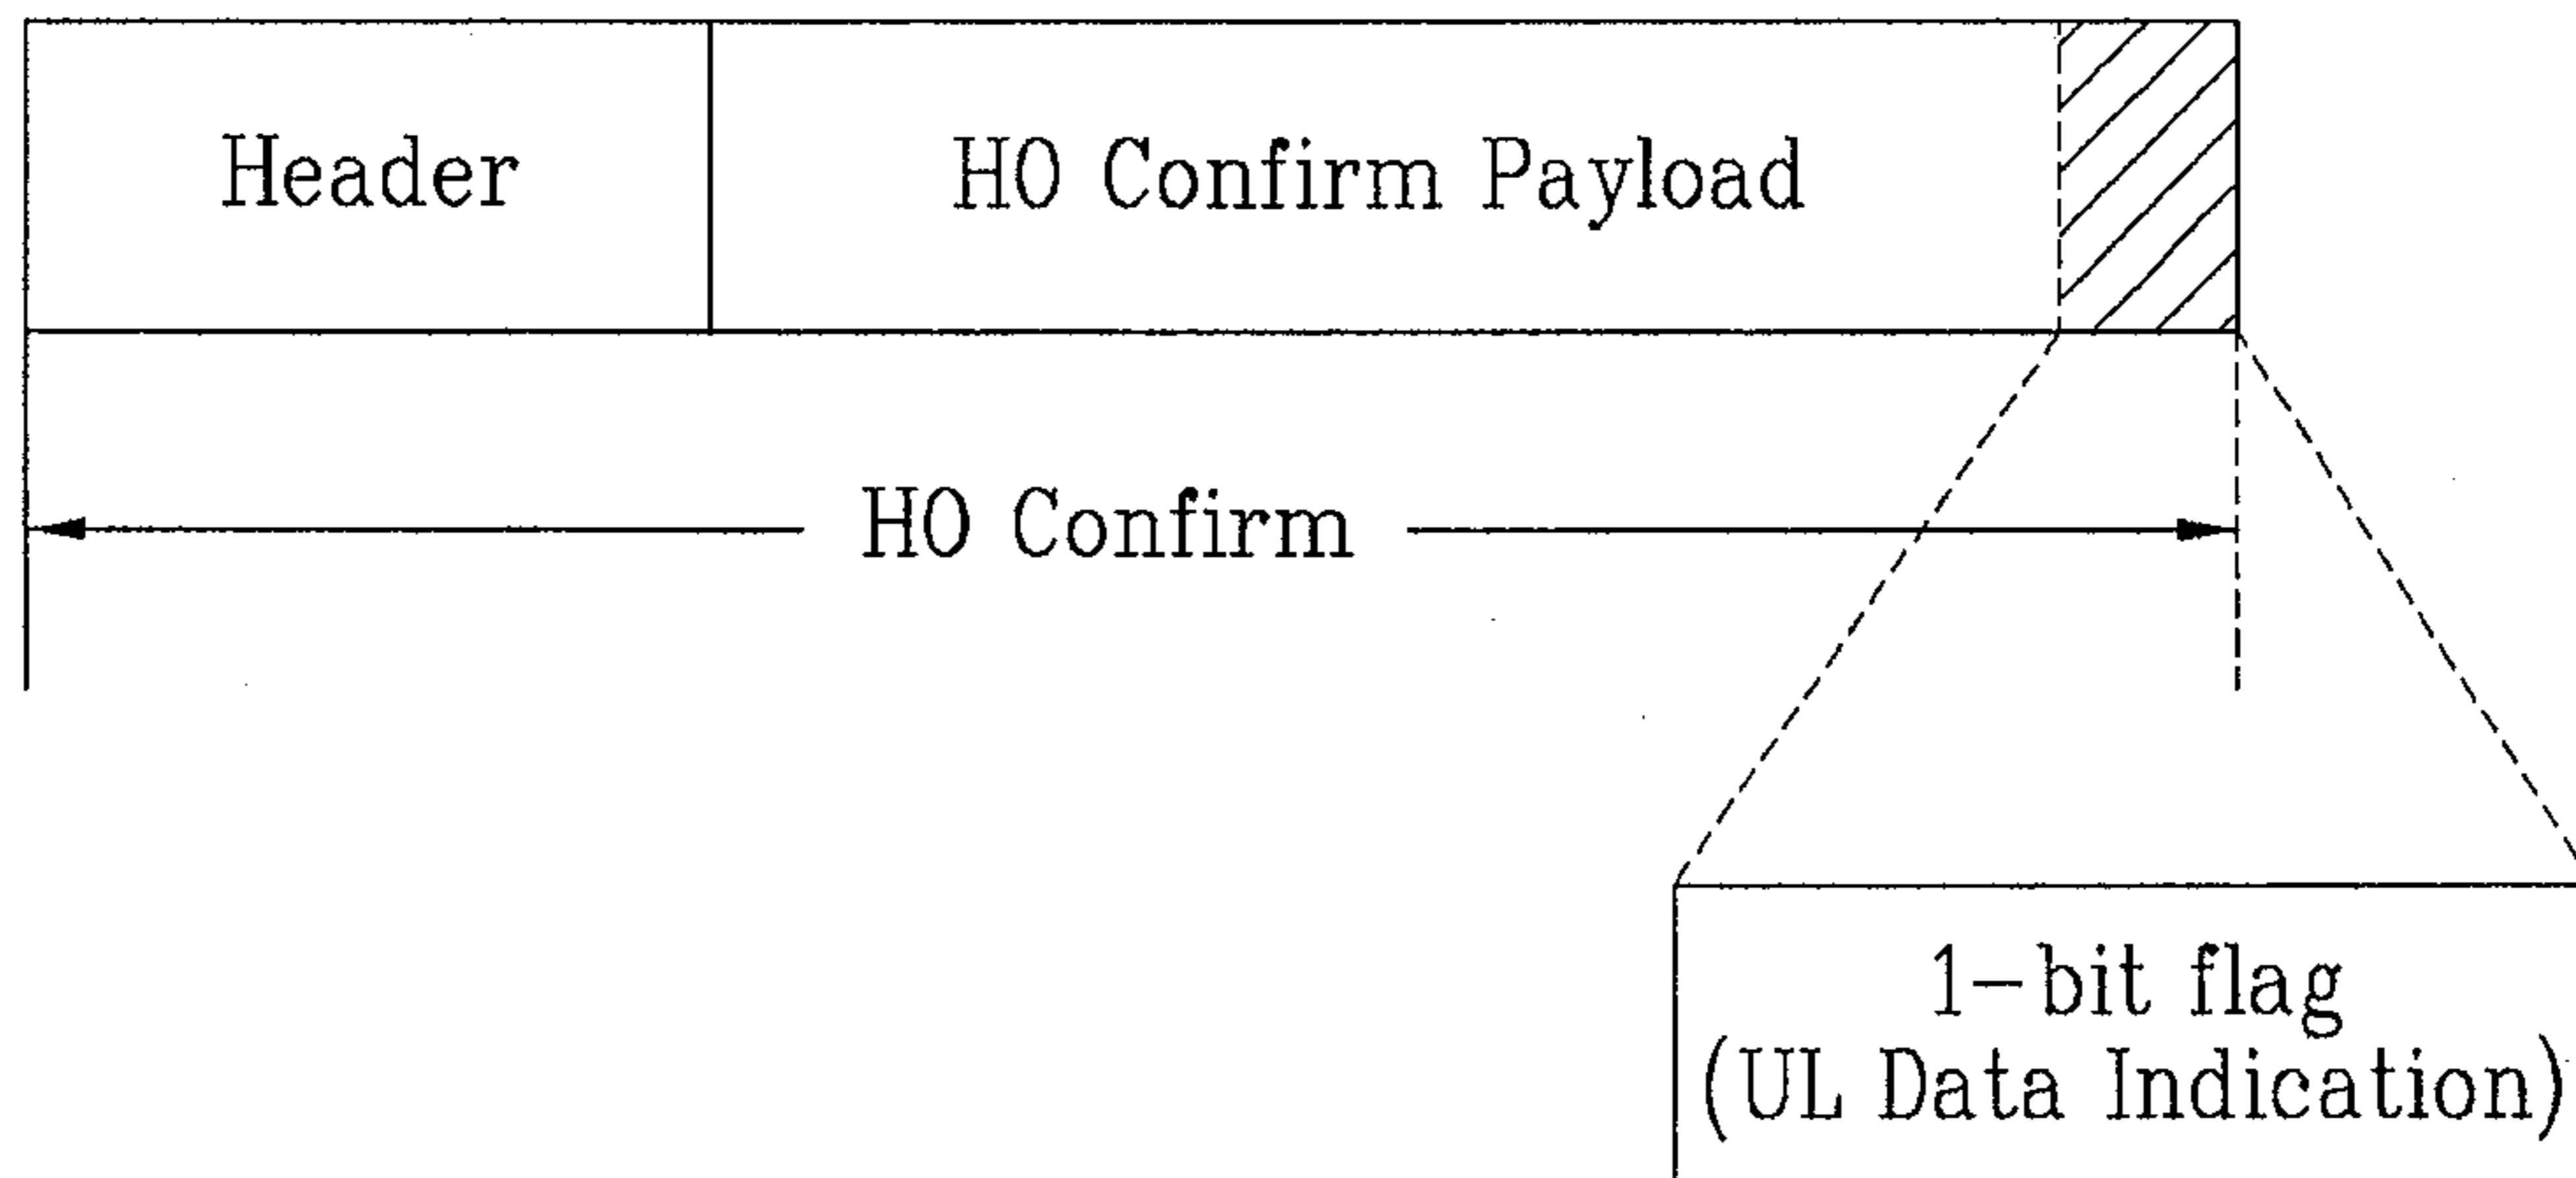 Header
HO Confirm Payload
HO Confirm
1-bit flag
(UL Data Indication)